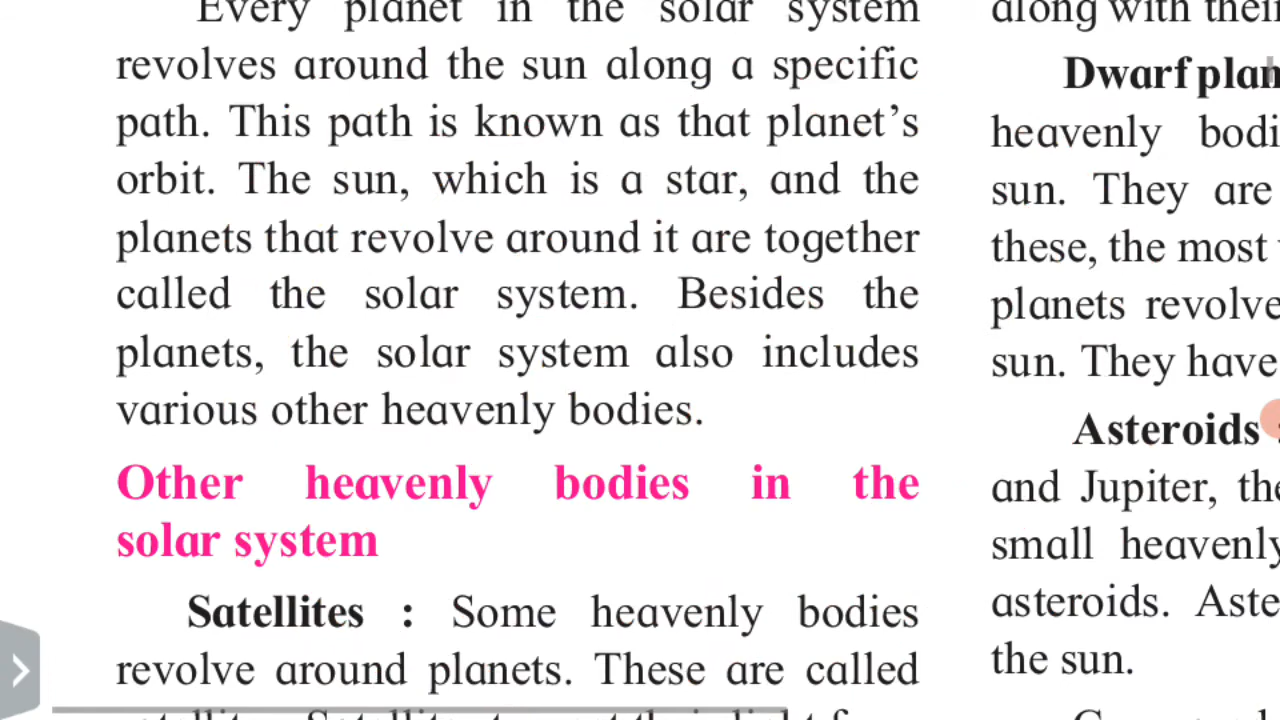 Every planet in the solar system
revolves around the sun along a specific
path. This path is known as that planet’s
orbit. The sun, which is a star, and the
planets that revolve around it are together
called the solar system. Besides the
planets, the solar system also includes
various other heavenly bodies.
Other heavenly bodies in the
solar system
Satellites : Some heavenly bodies
revolve around planets. These are called
along with their
Dwarf plan
heavenly bodi
sun. They are
these, the most
planets revolve
sun. They have
Asteroids :
and Jupiter, the
small heavenly
asteroids. Aste
the sun.